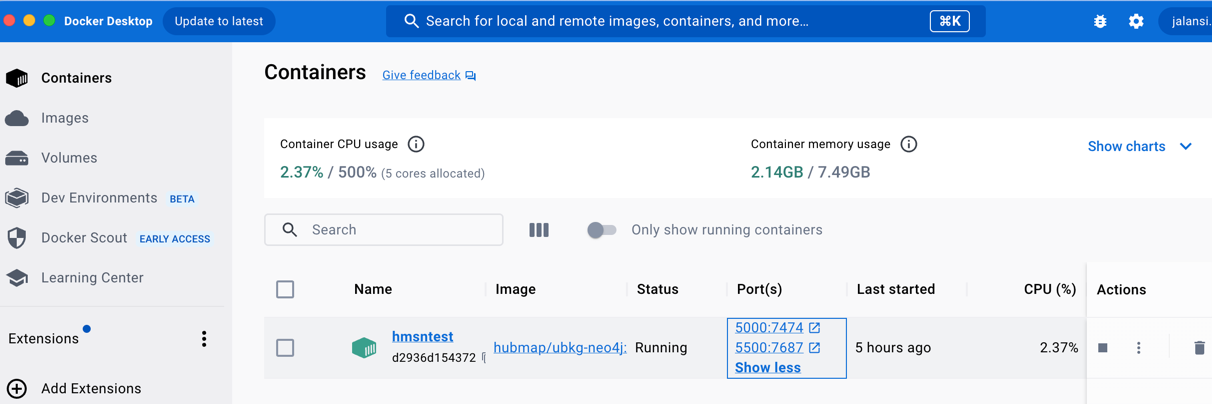 Docker Desktop Update to latest Search for local and remote images, containers, and more... ⌘K jalansi.
Containers
Images
Volumes
Dev Environments BETA
Docker Scout EARLY ACCESS
Learning Center
Extensions
Add Extensions
Containers Give feedback
Container CPU usage
2.37% / 500% (5 cores allocated)
Container memory usage
2.14GB / 7.49GB
Show charts
Search
Only show running containers
Name Image Status Port(s) Last started CPU (%) Actions
hmsntest
d2936d154372
hubmap/ubkg-neo4j:
Running
5000:7474
5500:7687
Show less
5 hours ago
2.37%